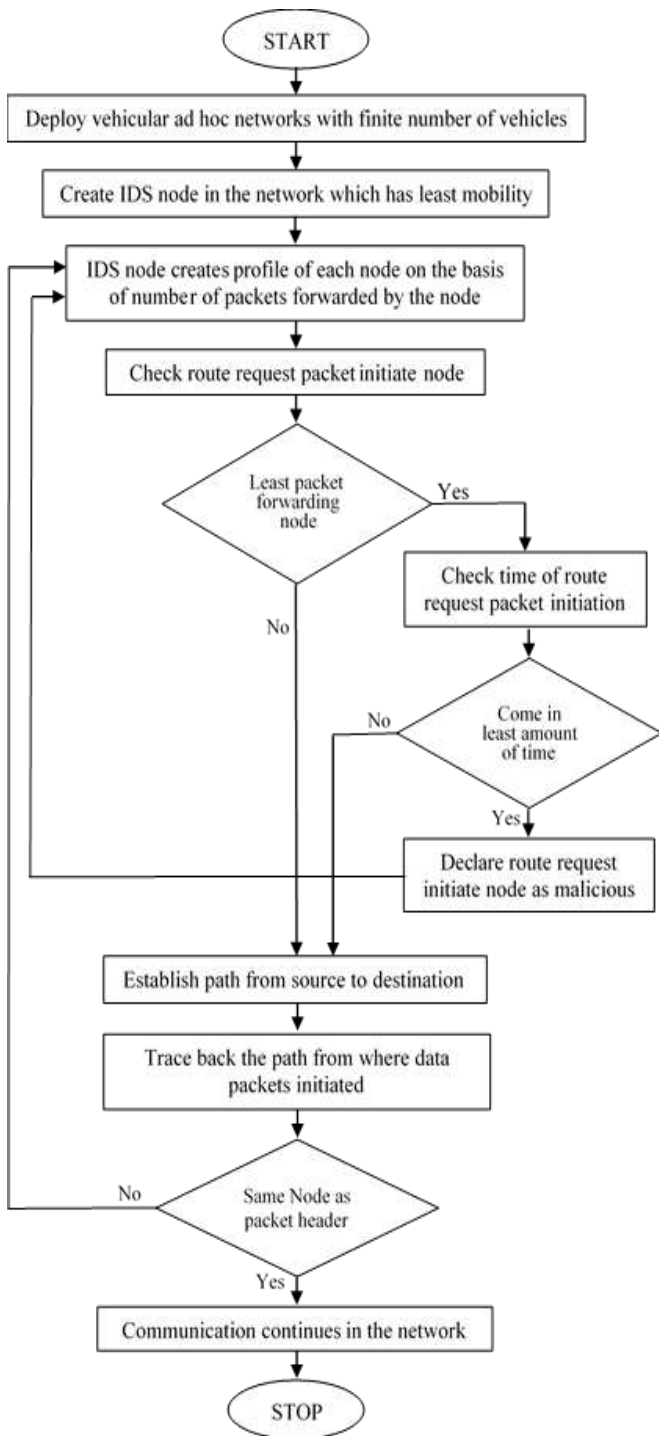 START
Deploy vehicular ad hoc networks with finite number of vehicles
Create IDS node in the network which has least mobility
IDS node creates profile of each node on the basis
of number of packets forwarded by the node
Check route request packet initiate node
Least packet
forwarding
node
Yes
No
Check time of route
request packet initiation
Come in
least amount
of time
No
Yes
Declare route request
initiate node as malicious
Establish path from source to destination
Trace back the path from where data
packets initiated
Same Node as
packet header
No
Yes
Communication continues in the network
STOP